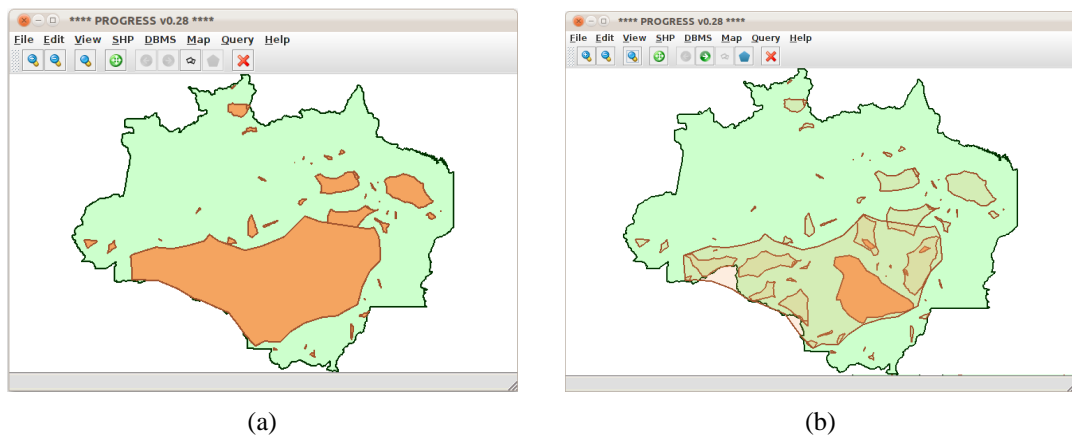 **** PROGRESS v0.28 ****
File Edit View SHP DBMS Map Query Help
(a)
**** PROGRESS v0.28 ****
File Edit View SHP DBMS Map Query Help
(b)